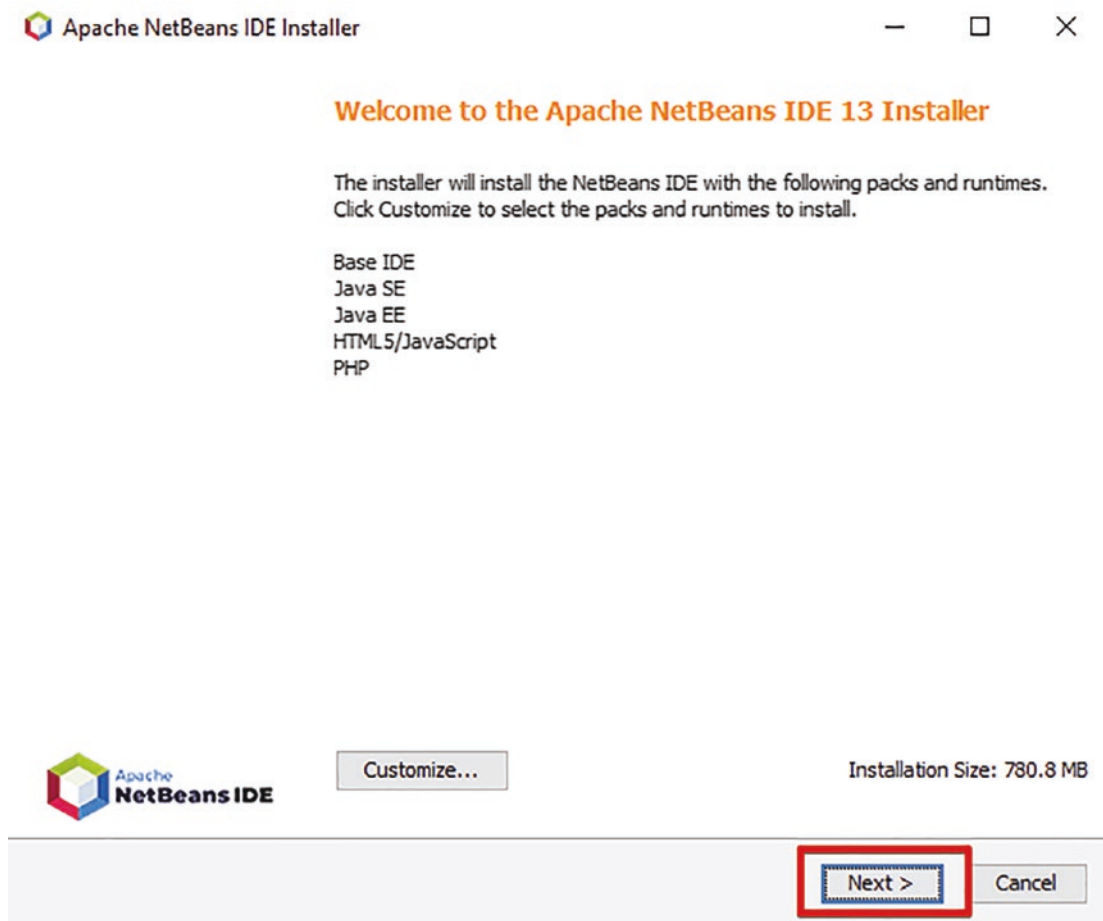 Apache NetBeans IDE Installer
Welcome to the Apache NetBeans IDE 13 Installer
The installer will install the NetBeans IDE with the following packs and runtimes.
Click Customize to select the packs and runtimes to install.
Base IDE
Java SE
Java EE
HTML5/JavaScript
PHP
Apache
NetBeans IDE
Customize...
Installation Size: 780.8 MB
Next >
Cancel